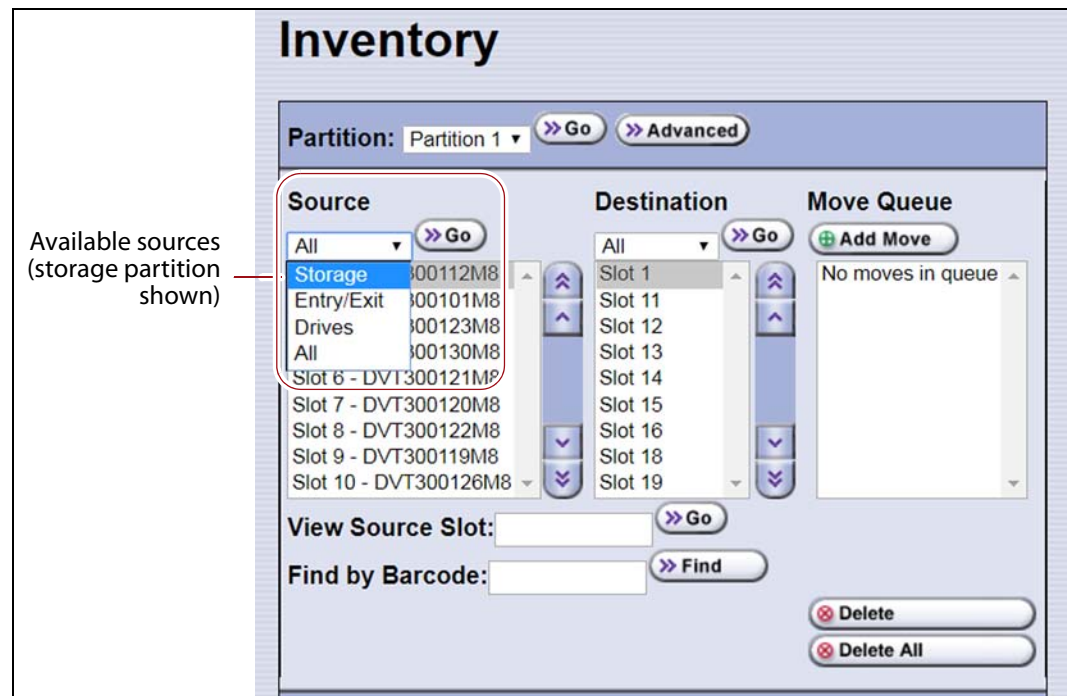 Inventory
Partition: Partition 1 Go Advanced
Available sources
(storage partition
shown)
Source
All Go
Storage
Entry/Exit
Drives
All
300112M8
300101M8
300123M8
300130M8
Slot 6 - DVT300121M8
Slot 7 - DVT300120M8
Slot 8 - DVT300122M8
Slot 9 - DVT300119M8
Slot 10 - DVT300126M8
Destination
All Go
Slot 1
Slot 11
Slot 12
Slot 13
Slot 14
Slot 15
Slot 16
Slot 18
Slot 19
Move Queue
Add Move
No moves in queue
View Source Slot: Go
Find by Barcode: Find
Delete
Delete All